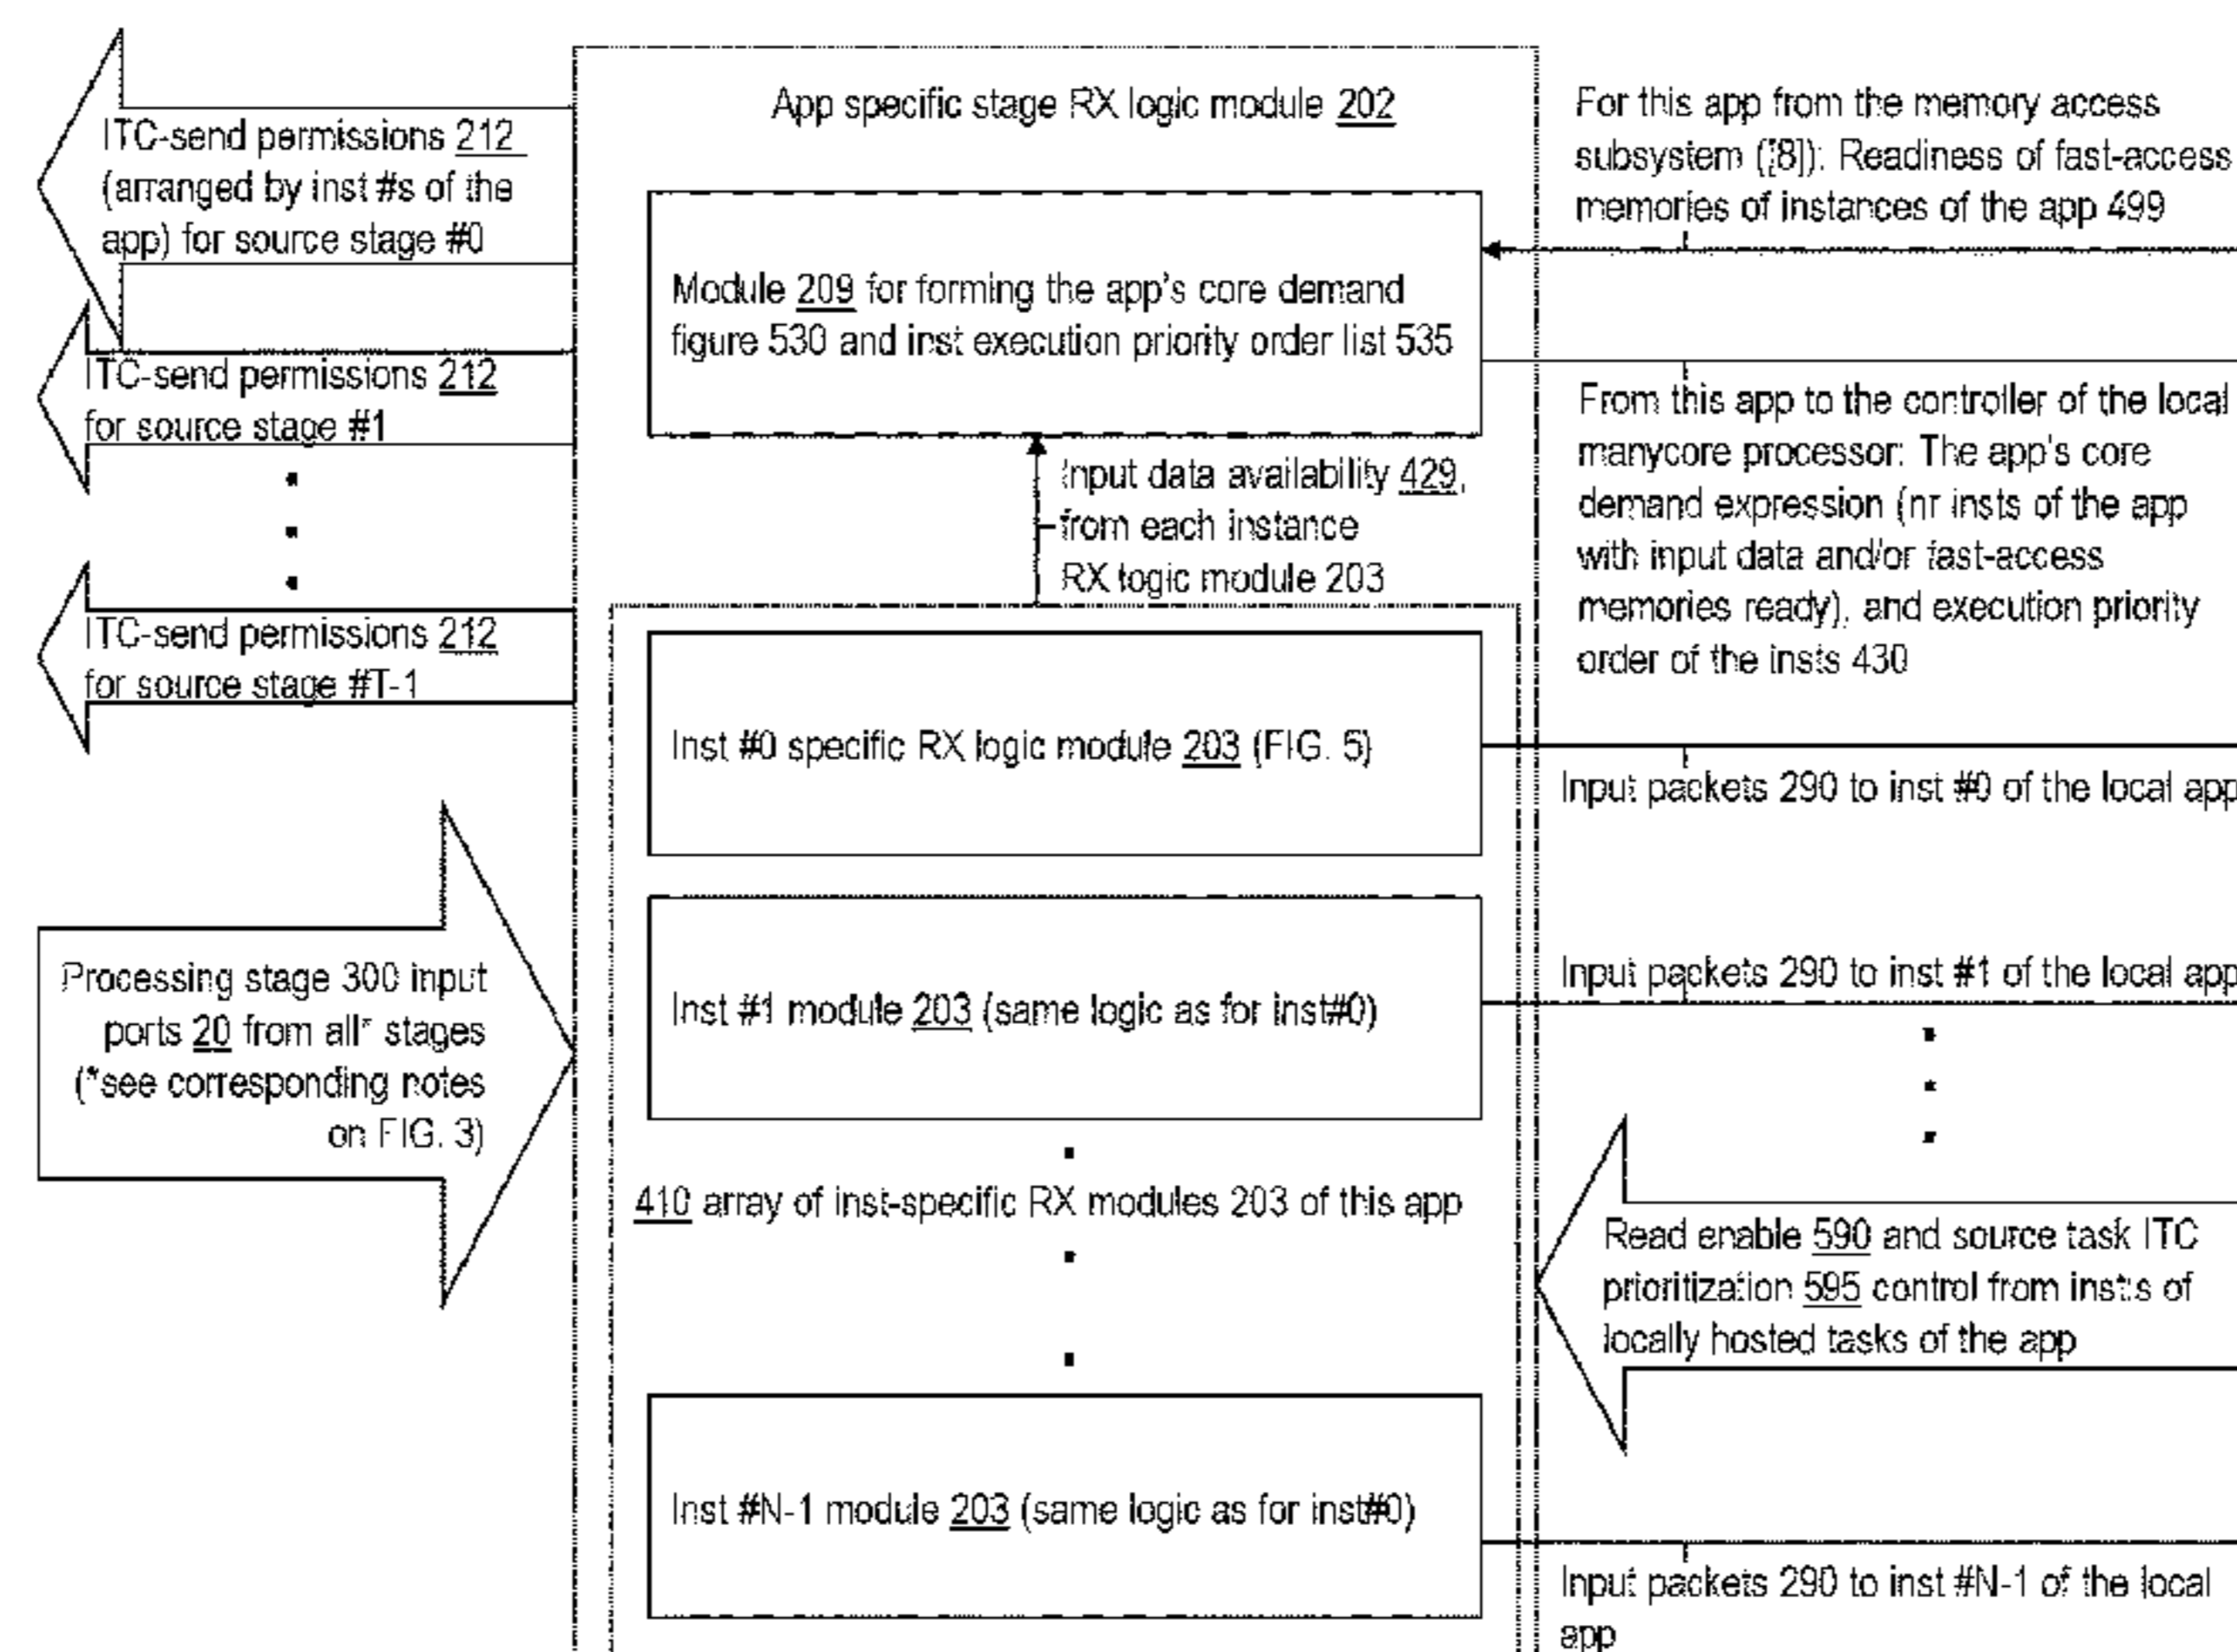 App specific stage RX logic module 202
ITC-send permissions 212
(arranged by inst #s of the
app) for source stage #0
ITC-send permissions 212
for source stage #1
ITC-send permissions 212
for source stage #T-1
Processing stage 300 input
ports 20 from all* stages
(*see corresponding notes
on FIG. 3)
Module 209 for forming the app's core demand
figure 530 and inst execution priority order list 535
Input data availability 429,
from each instance
RX logic module 203
Inst #0 specific RX logic module 203 (FIG. 5)
Inst #1 module 203 (same logic as for inst#0)
410 array of inst-specific RX modules 203 of this app
Inst #N-1 module 203 (same logic as for inst#0)
For this app from the memory access
subsystem ([8]): Readiness of fast-access
memories of instances of the app 499
From this app to the controller of the local
manycore processor: The app's core
demand expression (nr insts of the app
with input data and/or fast-access
memories ready), and execution priority
order of the insts 430
Input packets 290 to inst #0 of the local app
Input packets 290 to inst #1 of the local app
Read enable 590 and source task ITC
prioritization 595 control from insts of
locally hosted tasks of the app
Input packets 290 to inst #N-1 of the local
app